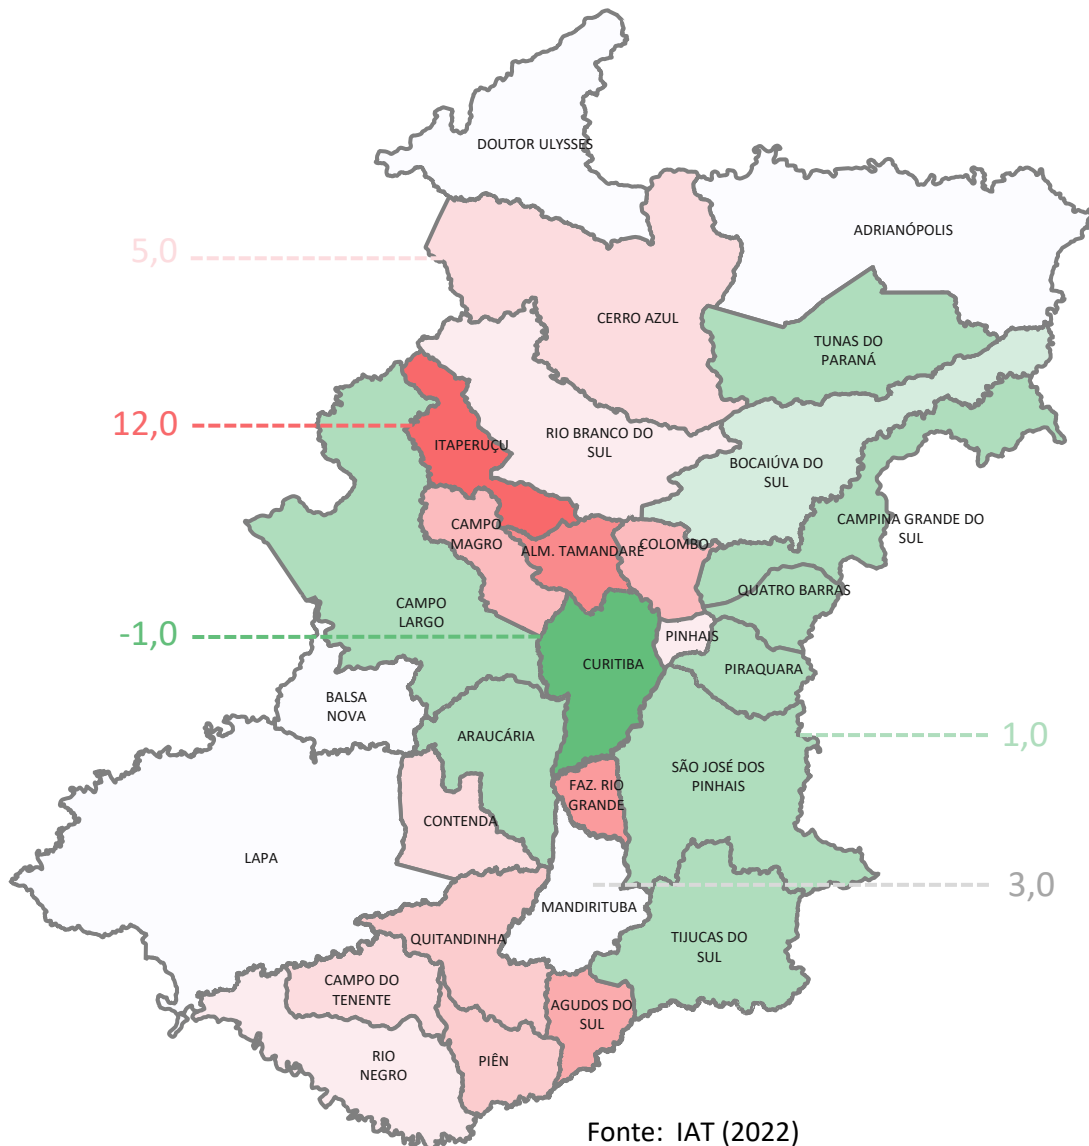 DOUTOR ULYSSES
ADRIANÓPOLIS
5,0
CERRO AZUL
TUNAS DO
PARANÁ
12,0
ITAPERUÇU
RIO BRANCO DO
SUL
BOCAIÚVA DO
SUL
CAMPO
MAGRO
ALM. TAMANDARÉ
COLOMBO
CAMPINA GRANDE DO
SUL
QUATRO BARRAS
CAMPO
LARGO
-1,0
PINHAIS
CURITIBA
PIRAQUARA
BALSA
NOVA
ARAUCÁRIA
1,0
SÃO JOSÉ DOS
PINHAIS
FAZ. RIO
GRANDE
CONTENDA
LAPA
3,0
MANDIRITUBA
QUITANDINHA
TIJUCAS DO
SUL
CAMPO DO
TENENTE
AGUDOS DO
SUL
RIO
NEGRO
PIÊN
Fonte: IAT (2022)